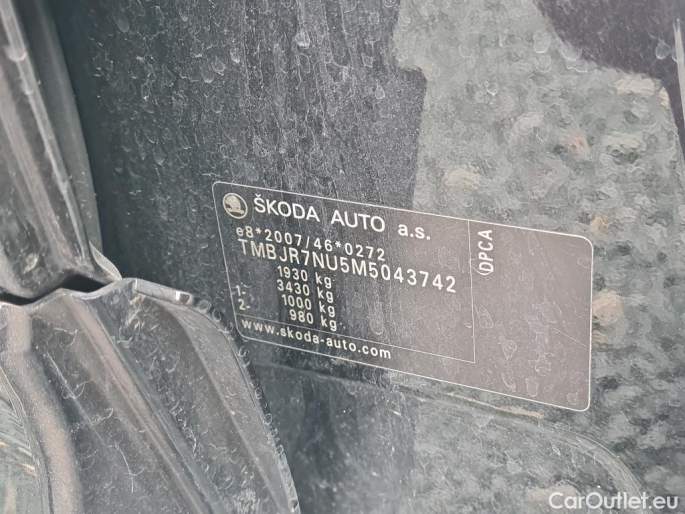 ŠKODA AUTO a.s.
e8*2007/46*0272
TMBJR7NU5M5043742
1930 kg
3430 kg
1- 1000 kg
2- 980 kg
www.skoda-auto.com
(DPCA
CarOutlet.eu